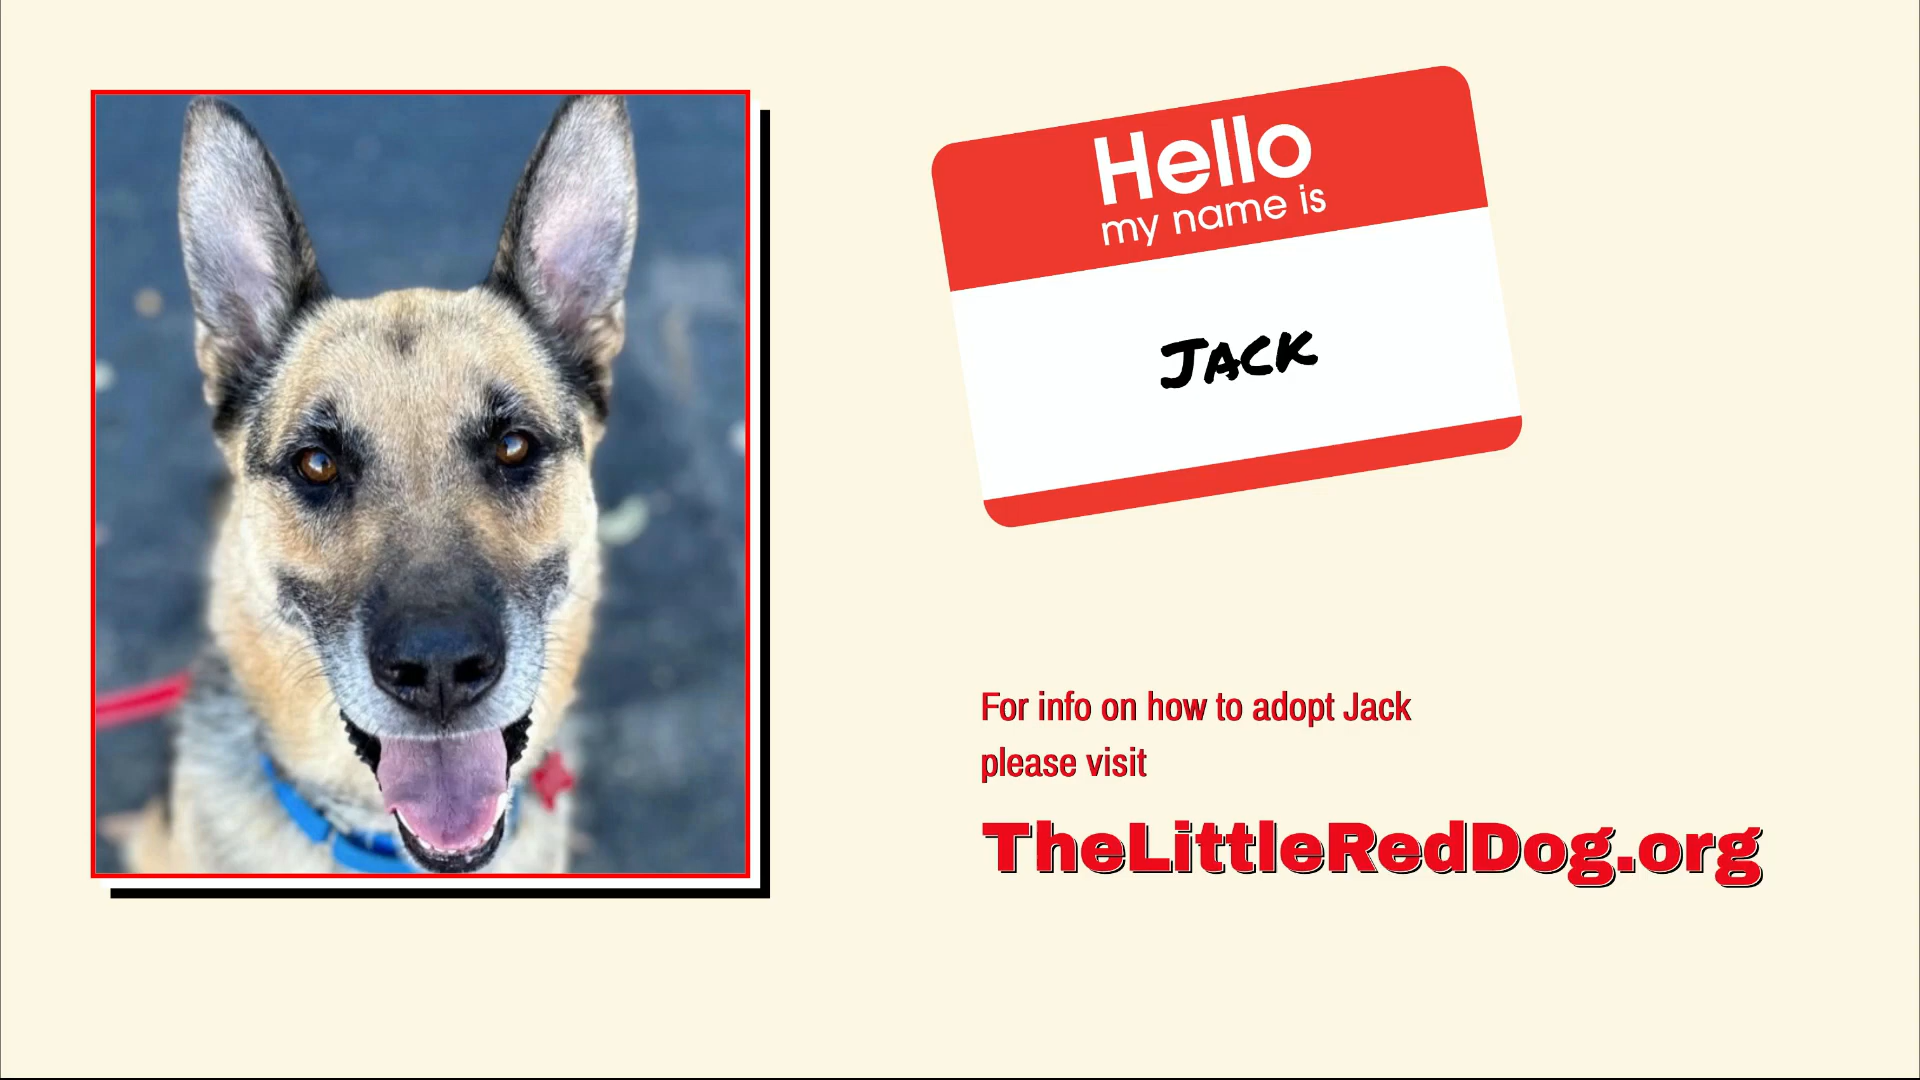 Hello
my name is
Jack
For info on how to adopt Jack
please visit
TheLittleRedDog.org